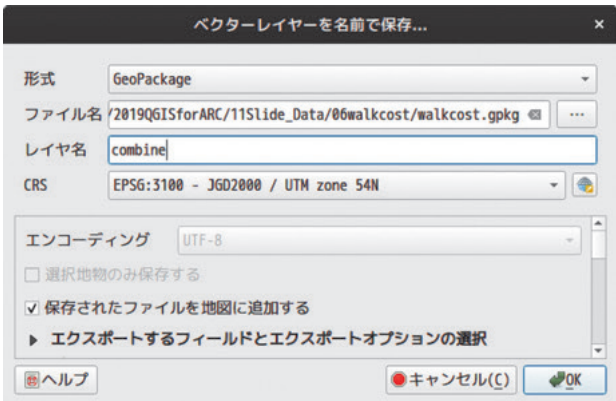 ベクターレイヤーを名前で保存...
形式 GeoPackage
ファイル名 /2019QGISforARC/11Slide_Data/06walkcost/walkcost.gpkg ...
レイヤ名 combine
CRS EPSG:3100 - JGD2000 / UTM zone 54N
エンコーディング UTF-8
選択地物のみ保存する
保存されたファイルを地図に追加する
エクスポートするフィールドとエクスポートオプションの選択
ヘルプ キャンセル(C) OK